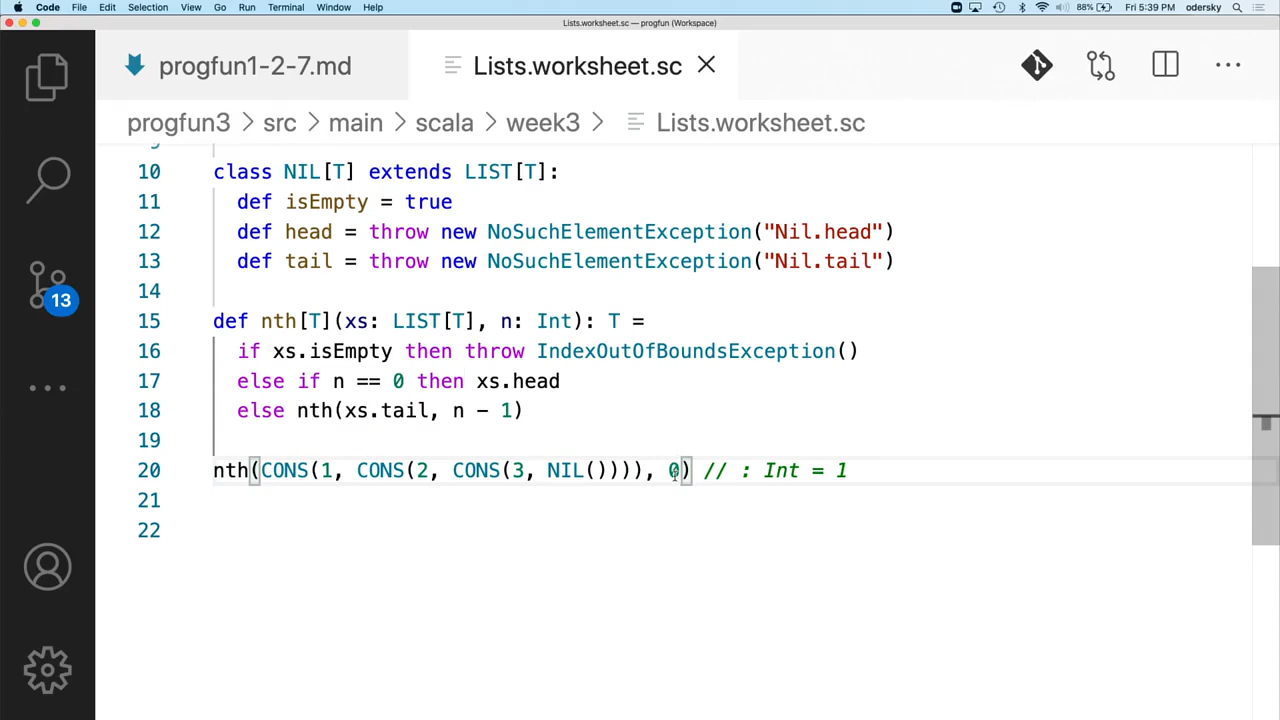 Code File Edit Selection View Go Run Terminal Window Help 88% Fri 5:39 PM odersky
Lists.worksheet.sc — progfun (Workspace)
progfun1-2-7.md Lists.worksheet.sc
progfun3 > src > main > scala > week3 > Lists.worksheet.sc
9
10 class NIL[T] extends LIST[T]:
11 def isEmpty = true
12 def head = throw new NoSuchElementException("Nil.head")
13 def tail = throw new NoSuchElementException("Nil.tail")
14
15 def nth[T](xs: LIST[T], n: Int): T =
16 if xs.isEmpty then throw IndexOutOfBoundsException()
17 else if n == 0 then xs.head
18 else nth(xs.tail, n - 1)
19
20 nth(CONS(1, CONS(2, CONS(3, NIL()))), 0) // : Int = 1
21
22
13